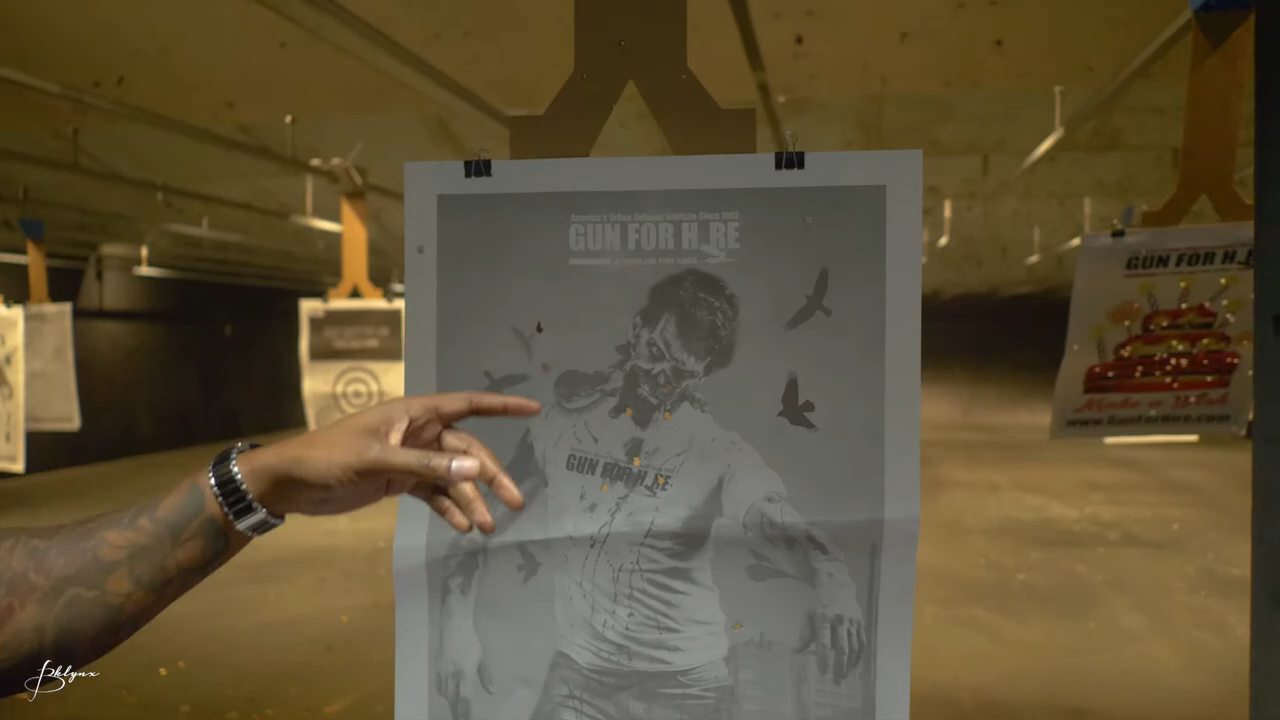 America's Urban Defense Institute Since 1993
GUN FOR H RE
GUN FOR H RE
GUN FOR H
Make a Wish
www.GunforHire.com
Bklynx